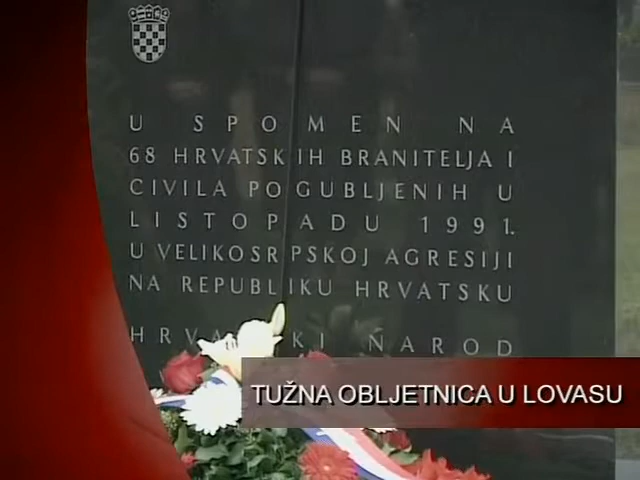 U SPOMEN NA
68 HRVATSKIH BRANITELJA I
CIVILA POGUBLJENIH U
LISTOPADU 1991.
U VELIKOSRPSKOJ AGRESIJI
NA REPUBLIKU HRVATSKU
NAROD
TUŽNA OBLJETNICA U LOVASU